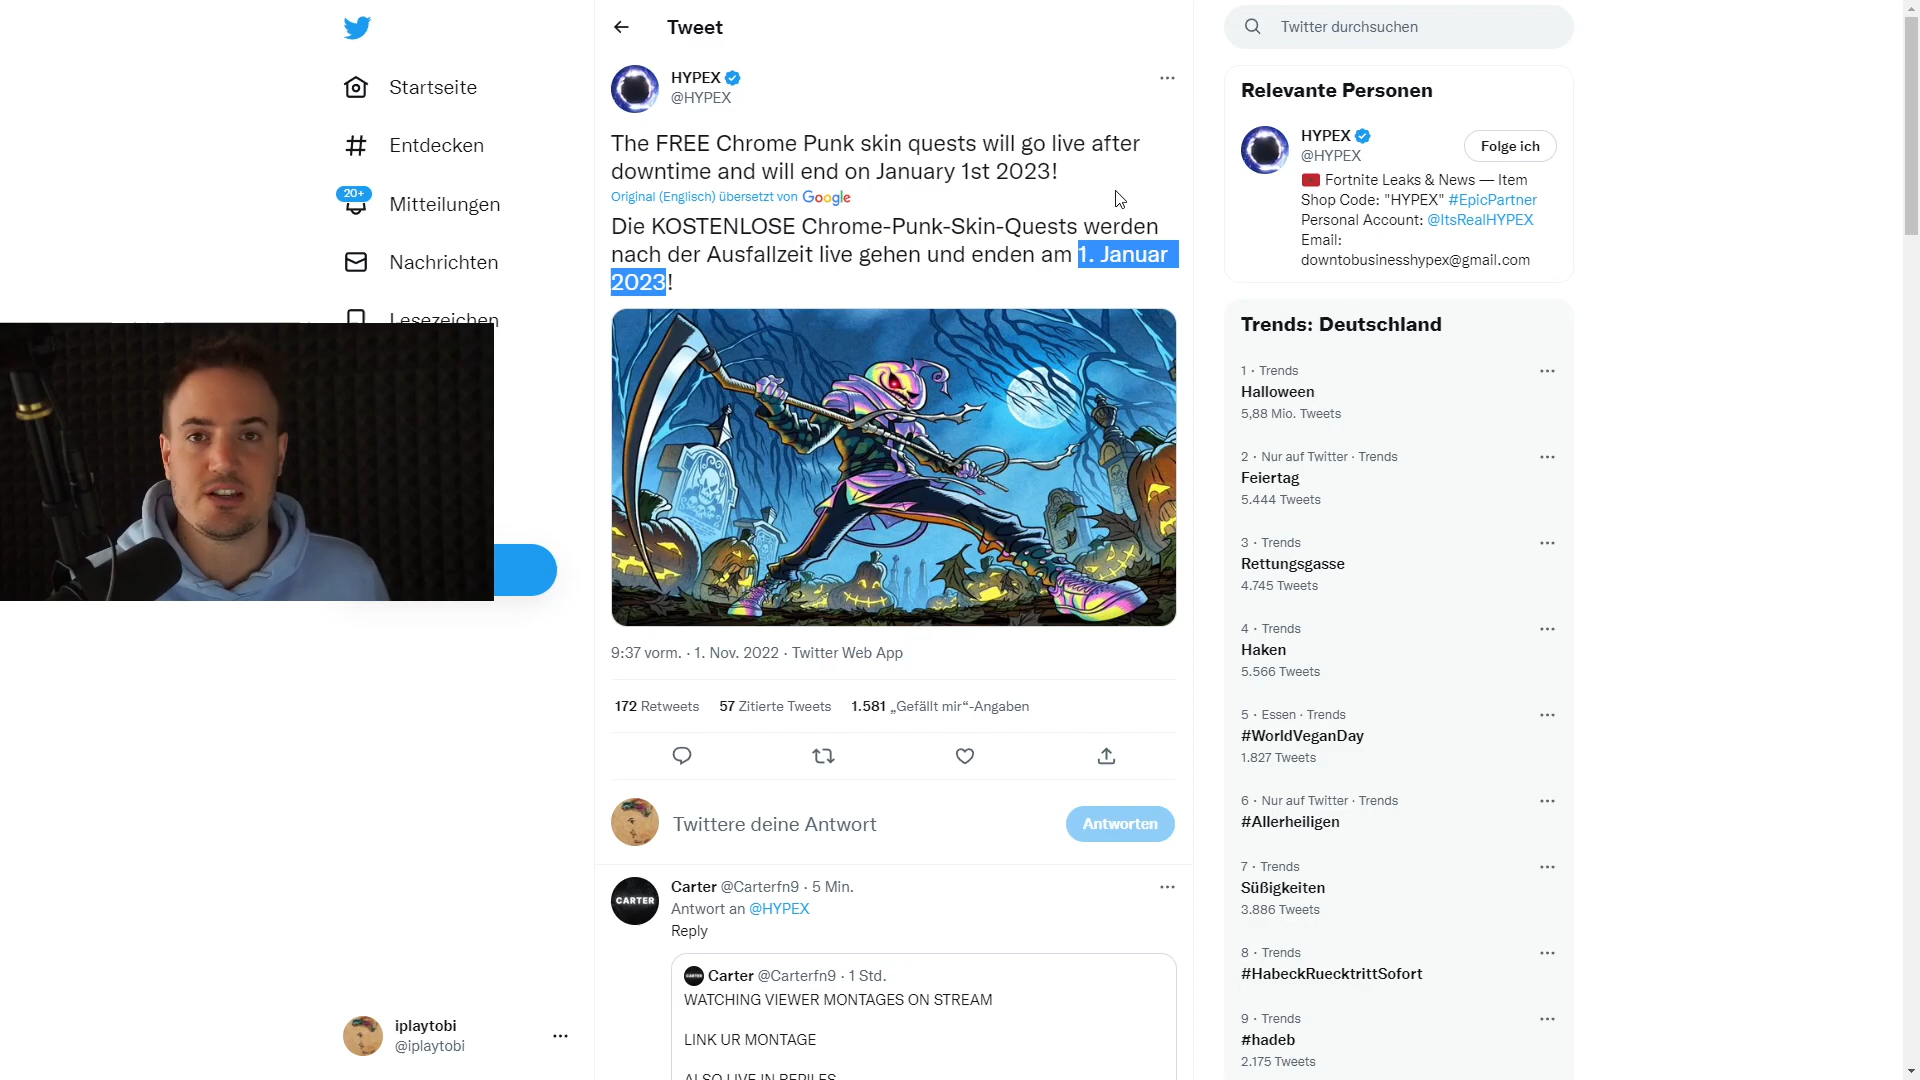 Startseite
Entdecken
20+
Mitteilungen
Nachrichten
Lesezeichen
iplaytobi
@iplaytobi
Tweet
HYPEX
@HYPEX
The FREE Chrome Punk skin quests will go live after
downtime and will end on January 1st 2023!
Original (Englisch) übersetzt von Google
Die KOSTENLOSE Chrome-Punk-Skin-Quests werden
nach der Ausfallzeit live gehen und enden am 1. Januar
2023!
9:37 vorm. · 1. Nov. 2022 · Twitter Web App
172 Retweets 57 Zitierte Tweets 1.581 „Gefällt mir“-Angaben
Twittere deine Antwort
Antworten
CARTER
Carter @Carterfn9 · 5 Min.
Antwort an @HYPEX
Reply
Carter @Carterfn9 · 1 Std.
WATCHING VIEWER MONTAGES ON STREAM
LINK UR MONTAGE
ALSO LIVE IN REPILES
Twitter durchsuchen
Relevante Personen
HYPEX
@HYPEX
Folge ich
Fortnite Leaks & News — Item
Shop Code: "HYPEX" #EpicPartner
Personal Account: @ItsRealHYPEX
Email:
downtobusinesshypex@gmail.com
Trends: Deutschland
1 · Trends
Halloween
5,88 Mio. Tweets
2 · Nur auf Twitter · Trends
Feiertag
5.444 Tweets
3 · Trends
Rettungsgasse
4.745 Tweets
4 · Trends
Haken
5.566 Tweets
5 · Essen · Trends
#WorldVeganDay
1.827 Tweets
6 · Nur auf Twitter · Trends
#Allerheiligen
7 · Trends
Süßigkeiten
3.886 Tweets
8 · Trends
#HabeckRuecktrittSofort
9 · Trends
#hadeb
2.175 Tweets